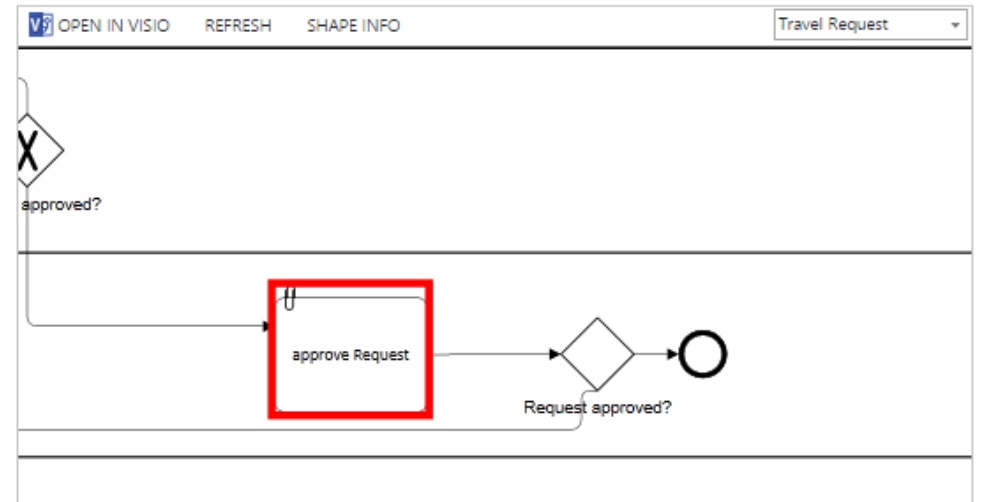 OPEN IN VISIO REFRESH SHAPE INFO Travel Request
X
approved?
approve Request
Request approved?